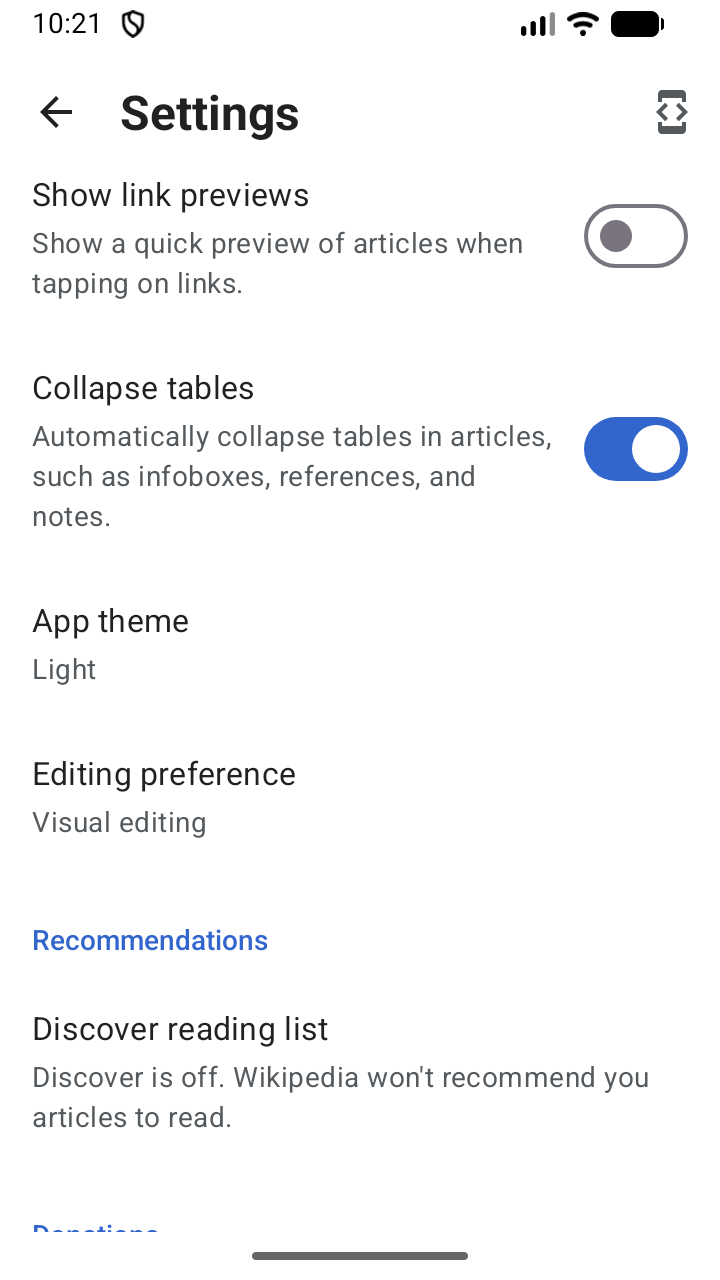 10:21
Settings
Show link previews
Show a quick preview of articles when
tapping on links.
Collapse tables
Automatically collapse tables in articles,
such as infoboxes, references, and
notes.
App theme
Light
Editing preference
Visual editing
Recommendations
Discover reading list
Discover is off. Wikipedia won't recommend you
articles to read.
Donations